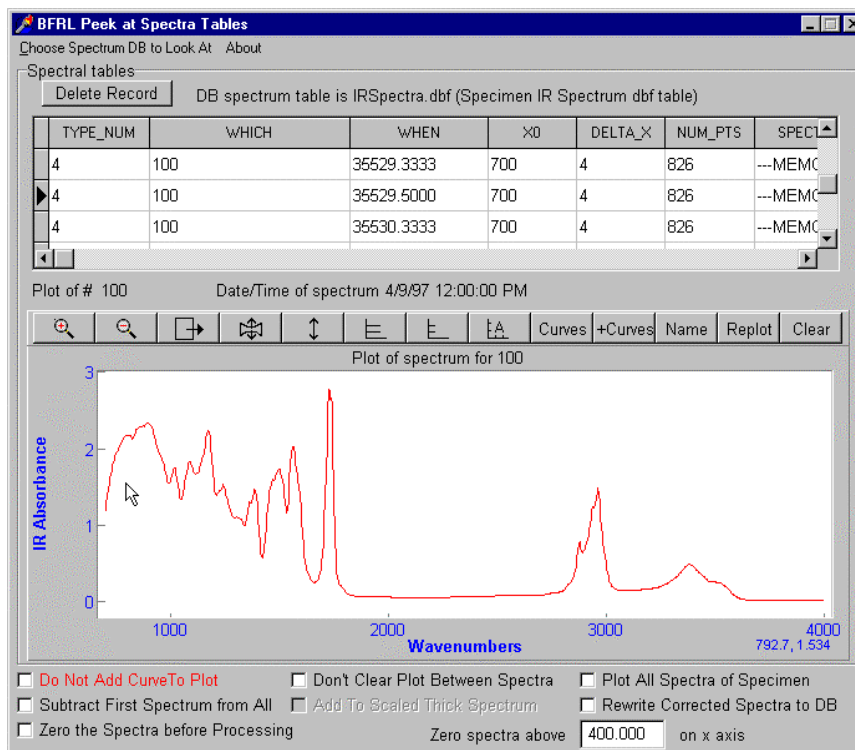 BFRL Peek at Spectra Tables
Choose Spectrum DB to Look At About
Spectral tables
Delete Record DB spectrum table is IRSpectra.dbf (Specimen IR Spectrum dbf table)
TYPE_NUM WHICH WHEN X0 DELTA_X NUM_PTS SPECT
4 100 35529.3333 700 4 826 ---MEMO
4 100 35529.5000 700 4 826 ---MEMO
4 100 35530.3333 700 4 826 ---MEMO
Plot of # 100 Date/Time of spectrum 4/9/97 12:00:00 PM
A Curves +Curves Name Replot Clear
Plot of spectrum for 100
3
2
1
0
IR Absorbance
1000 2000 3000 4000
Wavenumbers
792.7, 1.534
Do Not Add CurveTo Plot Don't Clear Plot Between Spectra Plot All Spectra of Specimen
Subtract First Spectrum from All Add To Scaled Thick Spectrum Rewrite Corrected Spectra to DB
Zero the Spectra before Processing Zero spectra above 400.000 on x axis